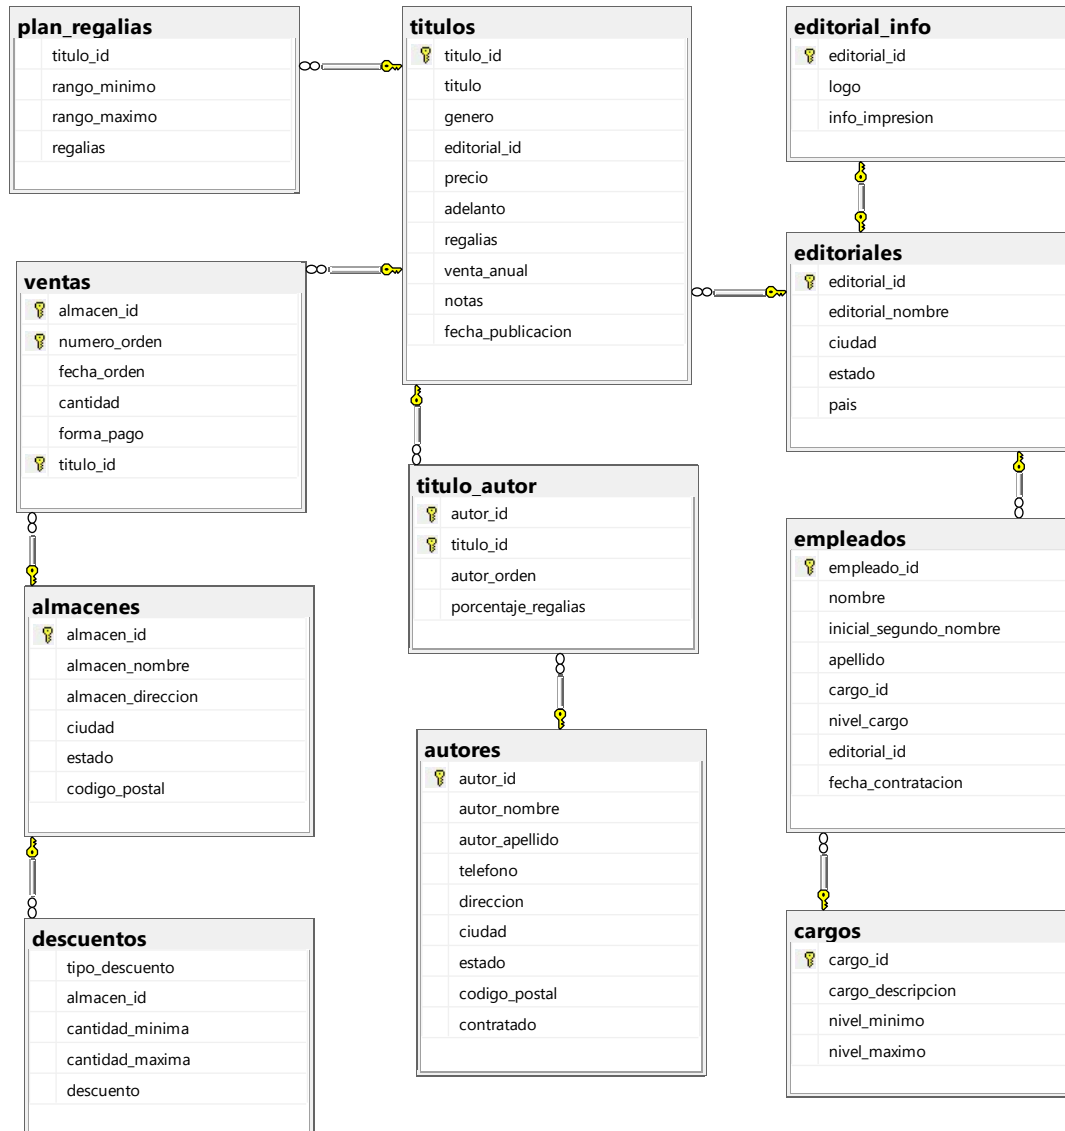 plan_regalias
titulo_id
rango_minimo
rango_maximo
regalias
titulos
titulo_id
titulo
genero
editorial_id
precio
adelanto
regalias
venta_anual
notas
fecha_publicacion
editorial_info
editorial_id
logo
info_impresion
ventas
almacen_id
numero_orden
fecha_orden
cantidad
forma_pago
titulo_id
editoriales
editorial_id
editorial_nombre
ciudad
estado
pais
titulo_autor
autor_id
titulo_id
autor_orden
porcentaje_regalias
empleados
empleado_id
nombre
inicial_segundo_nombre
apellido
cargo_id
nivel_cargo
editorial_id
fecha_contratacion
almacenes
almacen_id
almacen_nombre
almacen_direccion
ciudad
estado
codigo_postal
autores
autor_id
autor_nombre
autor_apellido
telefono
direccion
ciudad
estado
codigo_postal
contratado
descuentos
tipo_descuento
almacen_id
cantidad_minima
cantidad_maxima
descuento
cargos
cargo_id
cargo_descripcion
nivel_minimo
nivel_maximo